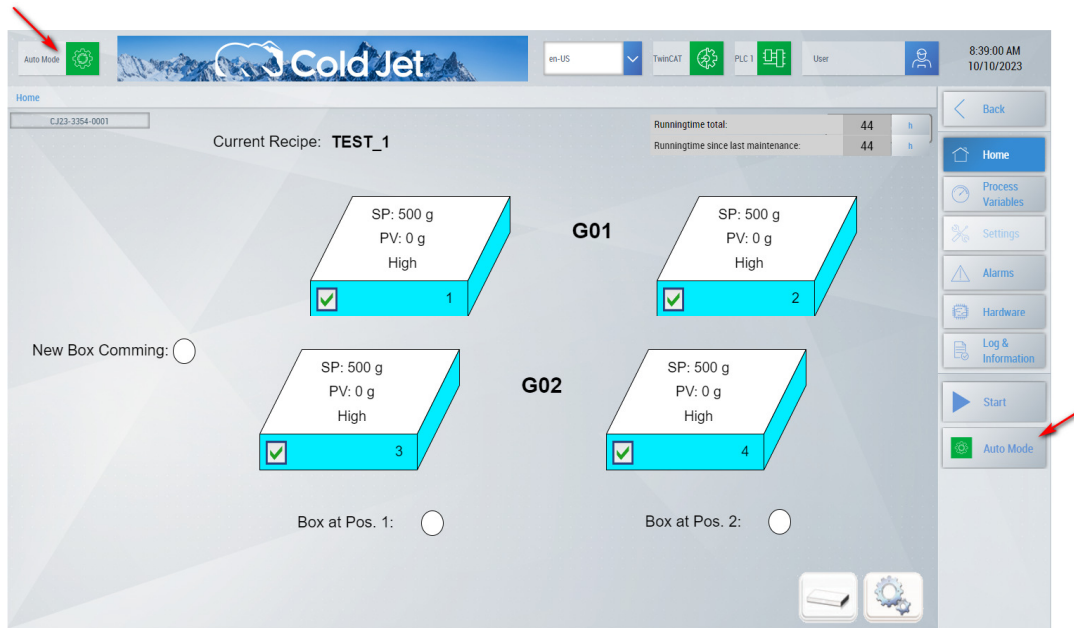 Auto Mode
Cold Jet
en-US
TwinCAT
PLC 1
User
8:39:00 AM
10/10/2023
Home
CJ23-3354-0001
Current Recipe: TEST_1
Runningtime total: 44 h
Runningtime since last maintenance: 44 h
Back
Home
Process
Variables
Settings
Alarms
Hardware
Log &
Information
Start
Auto Mode
SP: 500 g
PV: 0 g
High
1
G01
SP: 500 g
PV: 0 g
High
2
New Box Comming:
SP: 500 g
PV: 0 g
High
3
G02
SP: 500 g
PV: 0 g
High
4
Box at Pos. 1:
Box at Pos. 2: